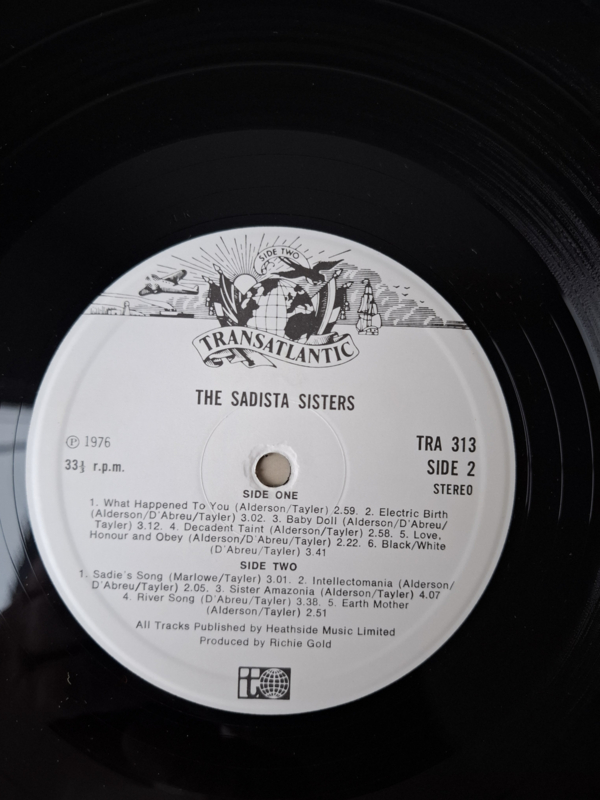 SIDE TWO
TRANSATLANTIC
THE SADISTA SISTERS
℗ 1976
TRA 313
33⅓ r.p.m.
SIDE 2
STEREO
SIDE ONE
1. What Happened To You (Alderson/Tayler) 2.59. 2. Electric Birth
(Alderson/D'Abreu/Tayler) 3.02. 3. Baby Doll (Alderson/D'Abreu/
Tayler) 3.12. 4. Decadent Taint (Alderson/Tayler) 2.58. 5. Love,
Honour and Obey (Alderson/D'Abreu/Tayler) 2.22. 6. Black/White
(D'Abreu/Tayler) 3.41
SIDE TWO
1. Sadie's Song (Marlowe/Tayler) 3.01. 2. Intellectomania (Alderson/
D'Abreu/Tayler) 2.05. 3. Sister Amazonia (Alderson/Tayler) 4.07
4. River Song (D'Abreu/Tayler) 3.38. 5. Earth Mother
(Alderson/Tayler) 2.51
All Tracks Published by Heathside Music Limited
Produced by Richie Gold